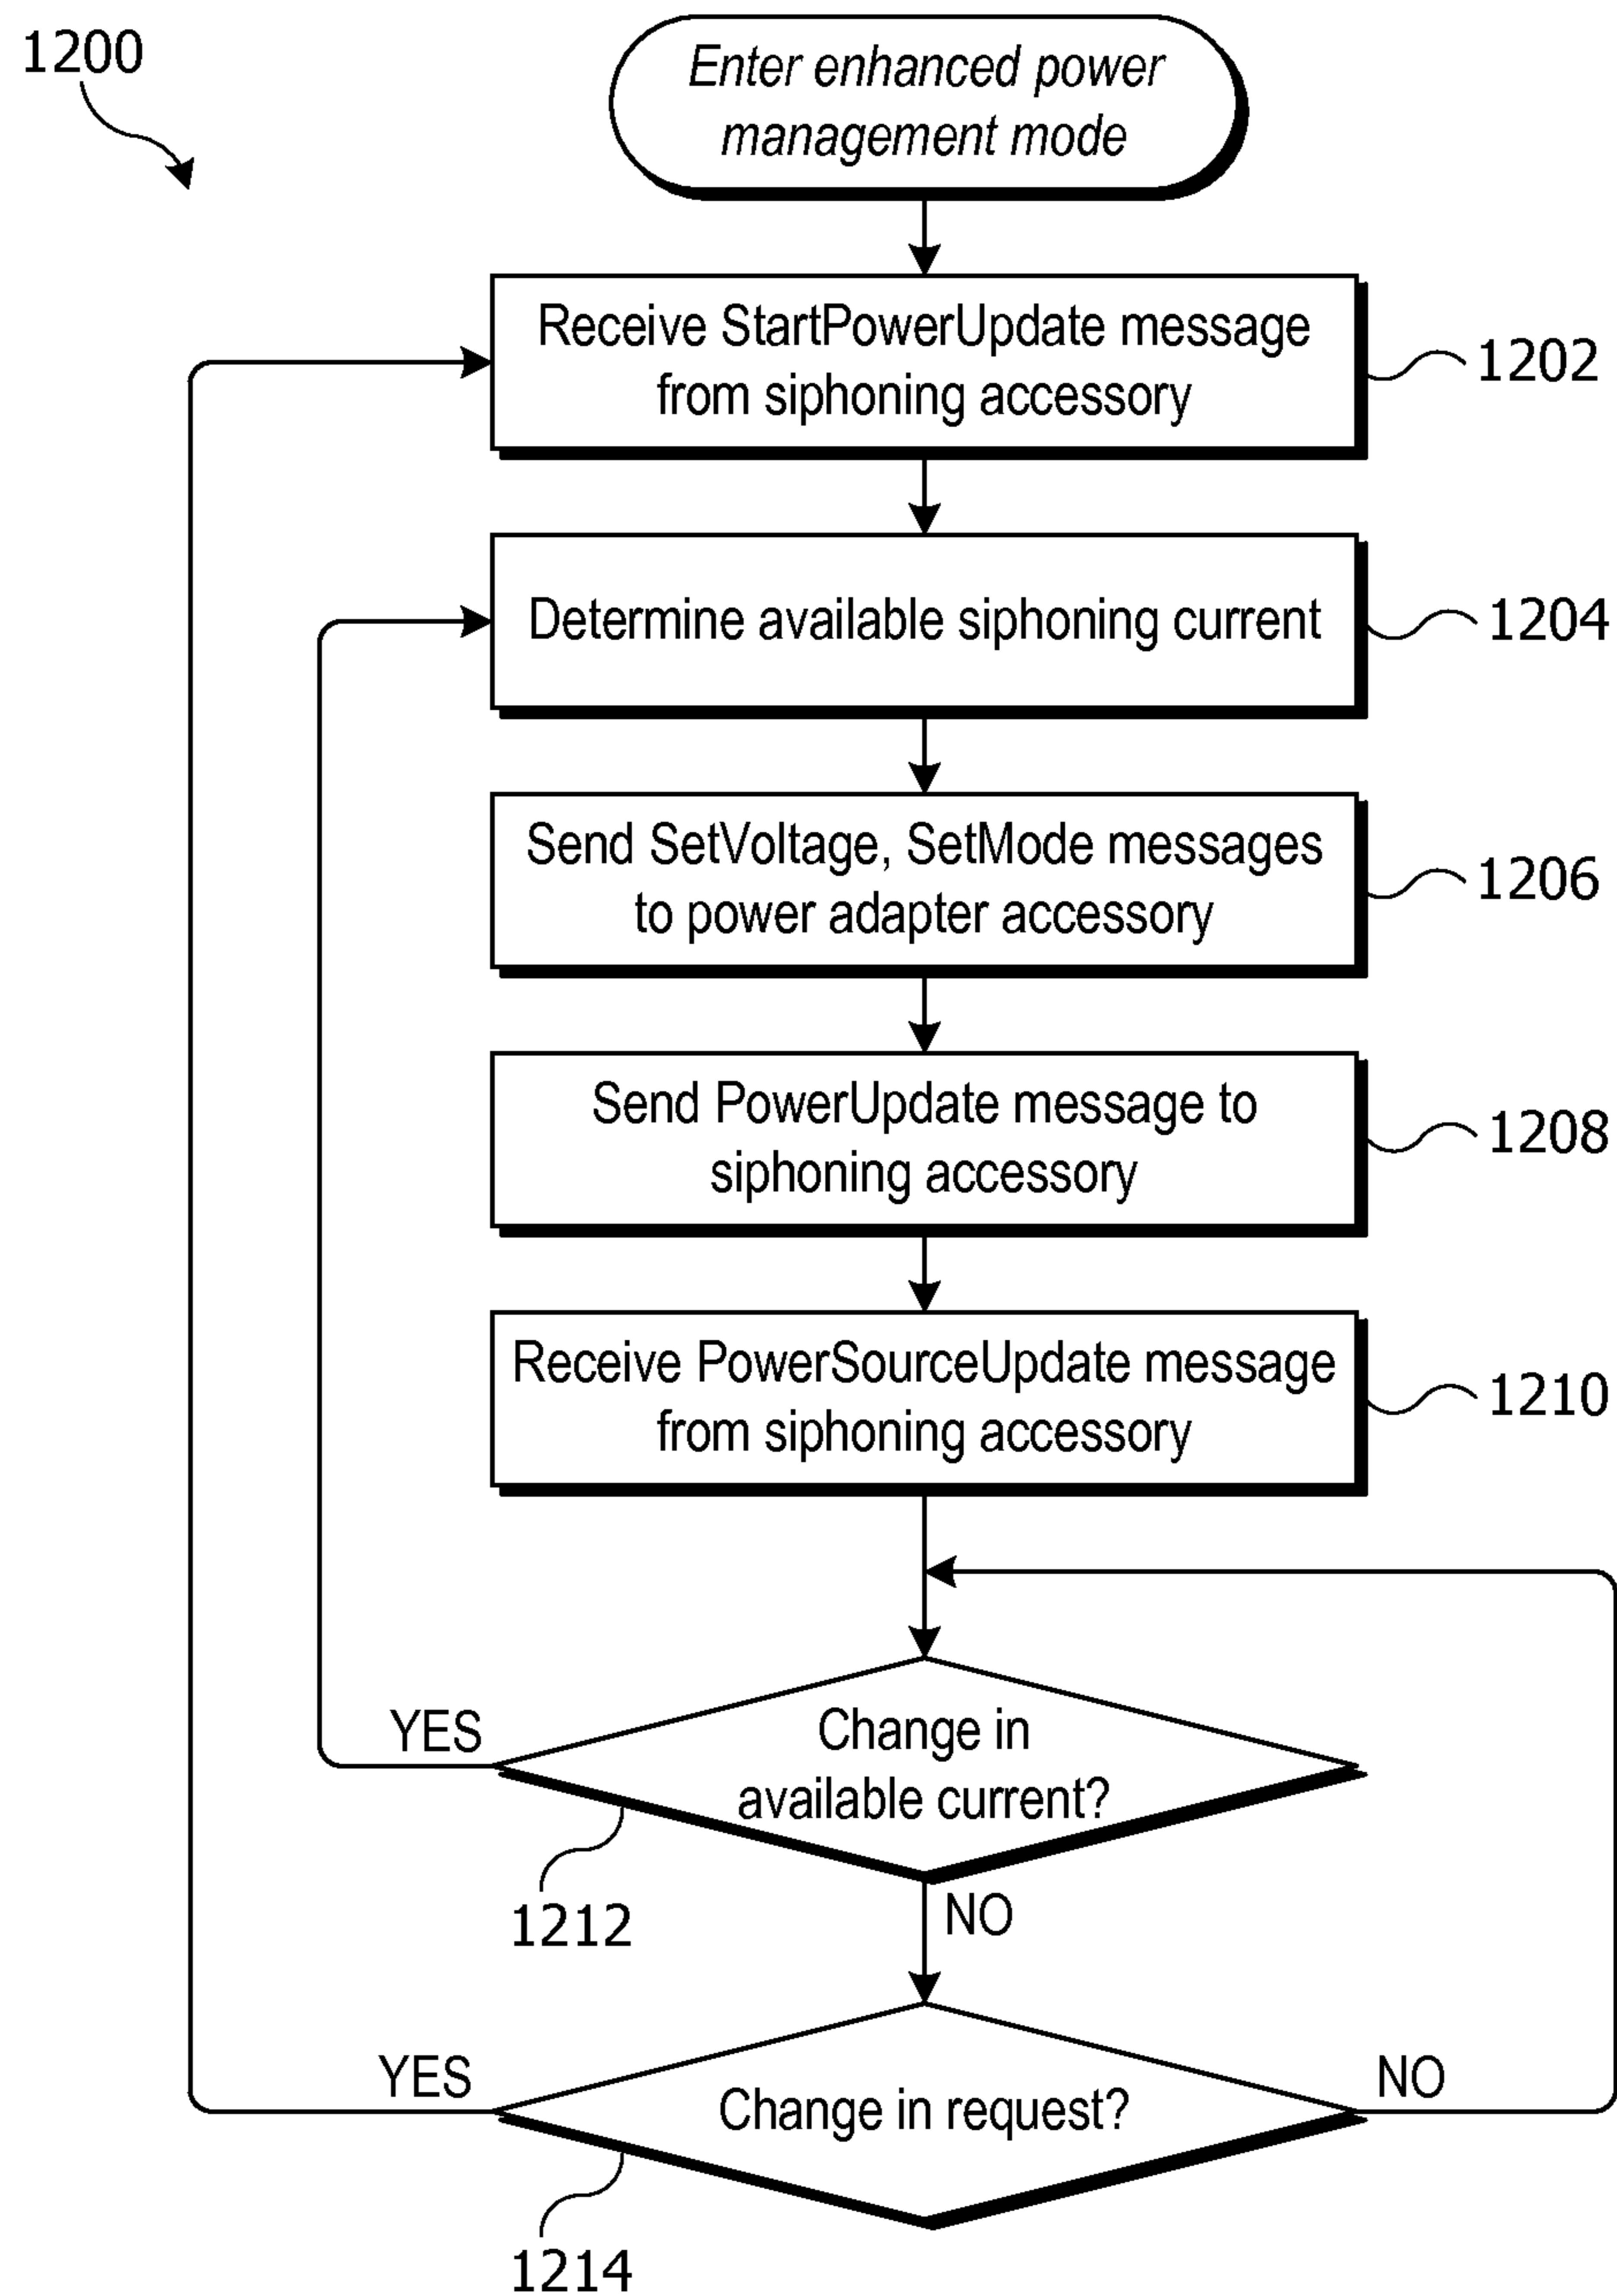 1200
Enter enhanced power
management mode
Receive StartPowerUpdate message
from siphoning accessory
1202
Determine available siphoning current
1204
Send SetVoltage, SetMode messages
to power adapter accessory
1206
Send PowerUpdate message to
siphoning accessory
1208
Receive PowerSourceUpdate message
from siphoning accessory
1210
YES
Change in
available current?
1212
NO
YES
Change in request?
NO
1214